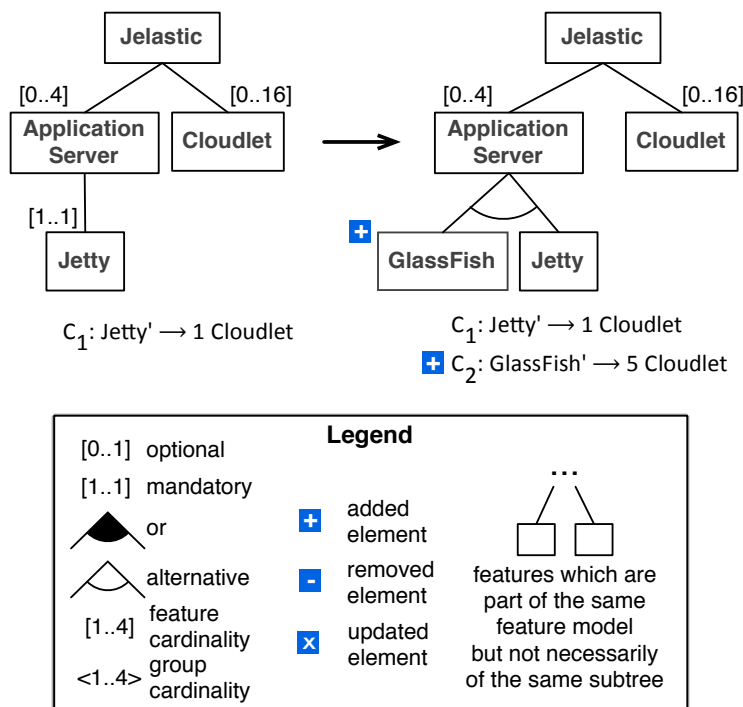 Jelastic
[0..4]
[0..16]
Application
Server
Cloudlet
[1..1]
Jetty
C1: Jetty' → 1 Cloudlet
Jelastic
[0..4]
[0..16]
Application
Server
Cloudlet
+
GlassFish
Jetty
C1: Jetty' → 1 Cloudlet
+ C2: GlassFish' → 5 Cloudlet
Legend
[0..1] optional
[1..1] mandatory
or
alternative
[1..4] feature
cardinality
<1..4> group
cardinality
+ added
element
- removed
element
x updated
element
...
features which are
part of the same
feature model
but not necessarily
of the same subtree